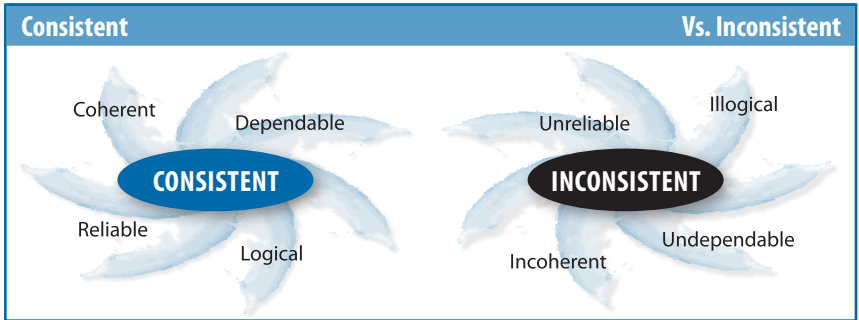 Consistent
Vs. Inconsistent
Coherent
Dependable
CONSISTENT
Reliable
Logical
Unreliable
Illogical
INCONSISTENT
Incoherent
Undependable